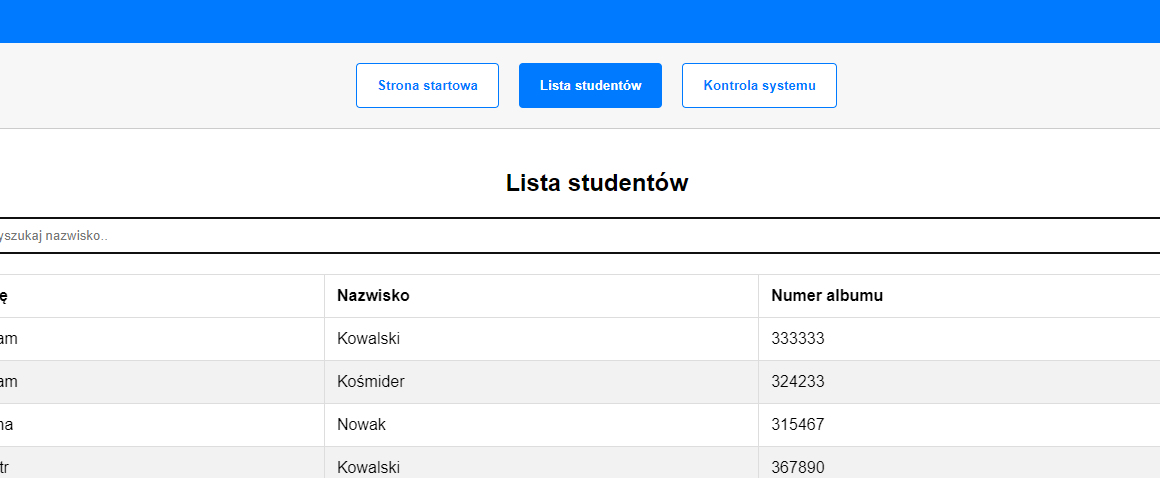 Strona startowa Lista studentów Kontrola systemu
Lista studentów
yszukaj nazwisko..
ę Nazwisko Numer albumu
am Kowalski 333333
am Kośmider 324233
na Nowak 315467
tr Kowalski 367890